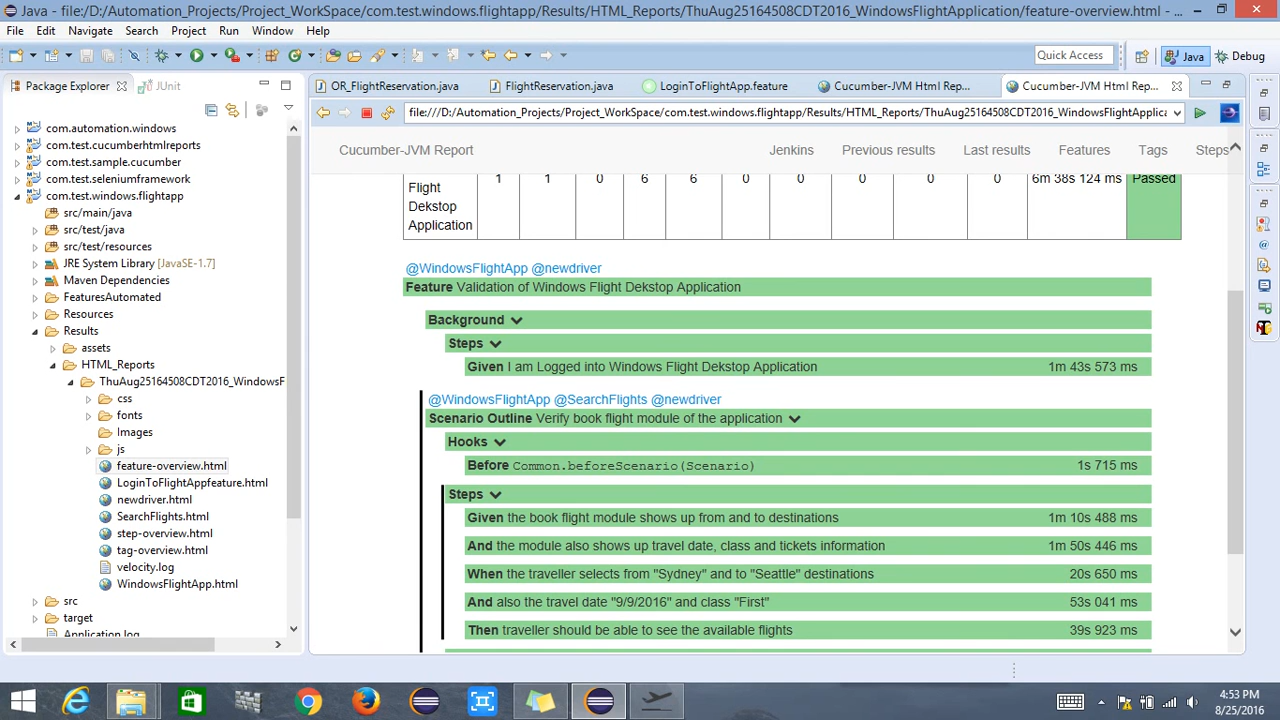 Java - file:/D:/Automation_Projects/Project_WorkSpace/com.test.windows.flightapp/Results/HTML_Reports/ThuAug25164508CDT2016_WindowsFlightApplication/feature-overview.html - ...
File Edit Navigate Search Project Run Window Help
Quick Access
Java
Debug
Package Explorer
JUnit
OR_FlightReservation.java
FlightReservation.java
LoginToFlightApp.feature
Cucumber-JVM Html Rep...
Cucumber-JVM Html Rep...
file:///D:/Automation_Projects/Project_WorkSpace/com.test.windows.flightapp/Results/HTML_Reports/ThuAug25164508CDT2016_WindowsFlightApplica
com.automation.windows
com.test.cucumberhtmlreports
com.test.sample.cucumber
com.test.seleniumframework
com.test.windows.flightapp
src/main/java
src/test/java
src/test/resources
JRE System Library [JavaSE-1.7]
Maven Dependencies
FeaturesAutomated
Resources
Results
assets
HTML_Reports
ThuAug25164508CDT2016_WindowsF
css
fonts
Images
js
feature-overview.html
LoginToFlightAppfeature.html
newdriver.html
SearchFlights.html
step-overview.html
tag-overview.html
velocity.log
WindowsFlightApp.html
src
target
Application.log
Cucumber-JVM Report Jenkins Previous results Last results Features Tags Steps
Flight Dekstop Application 1 1 0 6 6 0 0 0 0 0 6m 38s 124 ms Passed
@WindowsFlightApp @newdriver
Feature Validation of Windows Flight Dekstop Application
Background
Steps
Given I am Logged into Windows Flight Dekstop Application 1m 43s 573 ms
@WindowsFlightApp @SearchFlights @newdriver
Scenario Outline Verify book flight module of the application
Hooks
Before Common.beforeScenario(Scenario) 1s 715 ms
Steps
Given the book flight module shows up from and to destinations 1m 10s 488 ms
And the module also shows up travel date, class and tickets information 1m 50s 446 ms
When the traveller selects from "Sydney" and to "Seattle" destinations 20s 650 ms
And also the travel date "9/9/2016" and class "First" 53s 041 ms
Then traveller should be able to see the available flights 39s 923 ms
4:53 PM
8/25/2016